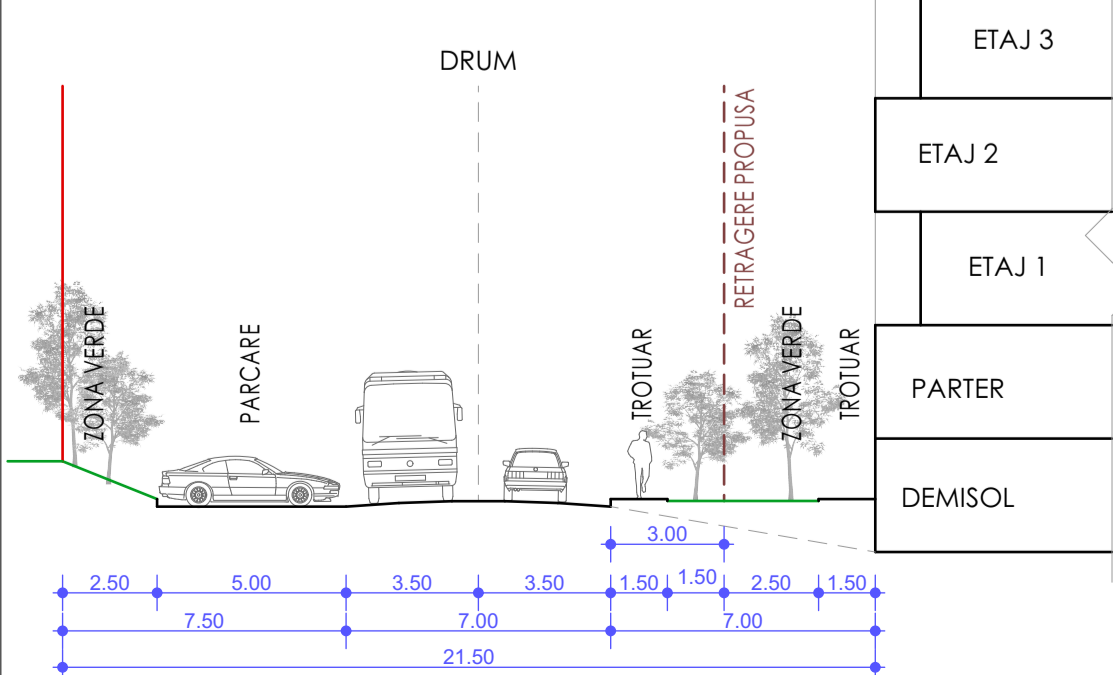 ETAJ 3
DRUM
RETRAGERE PROPUSA
ETAJ 2
ETAJ 1
ZONA VERDE
PARCARE
TROTUAR
ZONA VERDE
TROTUAR
PARTER
DEMISOL
3.00
2.50 5.00 3.50 3.50 1.50 1.50 2.50 1.50
7.50 7.00 7.00
21.50